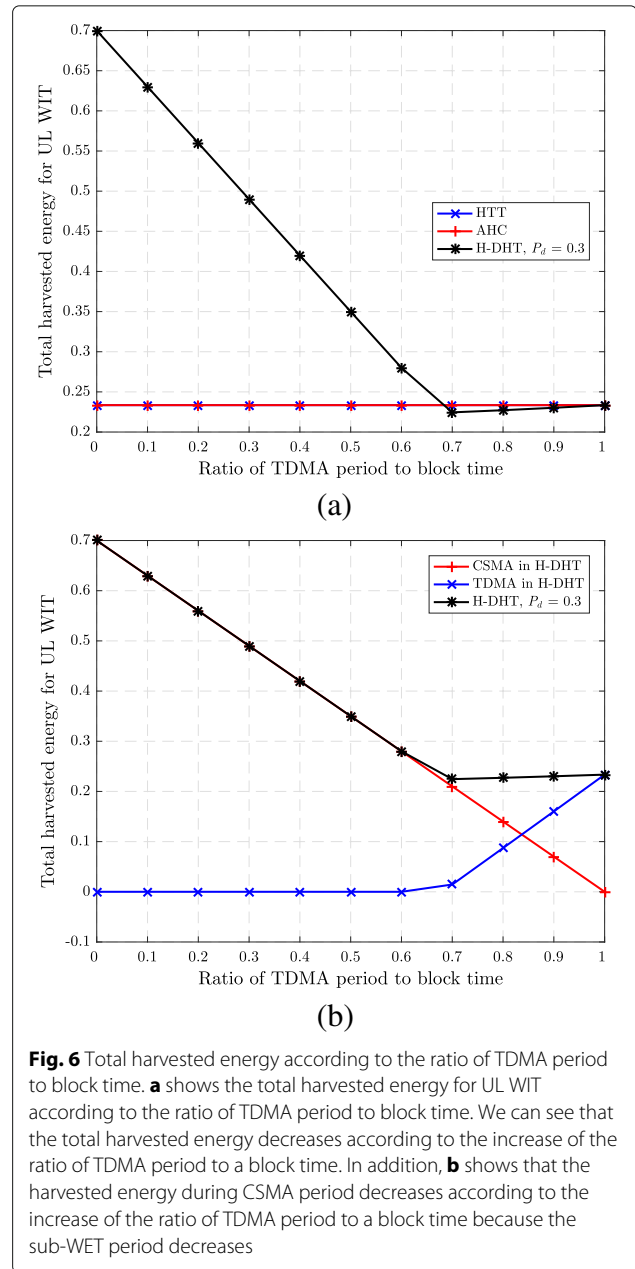 0.7
0.65
0.6
0.55
0.5
0.45
0.4
0.35
0.3
0.25
0.2
Total harvested energy for UL WIT
HTT
AHC
H-DHT, P_d = 0.3
0 0.1 0.2 0.3 0.4 0.5 0.6 0.7 0.8 0.9 1
Ratio of TDMA period to block time
(a)
0.7
0.6
0.5
0.4
0.3
0.2
0.1
0
-0.1
Total harvested energy for UL WIT
CSMA in H-DHT
TDMA in H-DHT
H-DHT, P_d = 0.3
0 0.1 0.2 0.3 0.4 0.5 0.6 0.7 0.8 0.9 1
Ratio of TDMA period to block time
(b)
Fig. 6 Total harvested energy according to the ratio of TDMA period
to block time. a shows the total harvested energy for UL WIT
according to the ratio of TDMA period to block time. We can see that
the total harvested energy decreases according to the increase of the
ratio of TDMA period to a block time. In addition, b shows that the
harvested energy during CSMA period decreases according to the
increase of the ratio of TDMA period to a block time because the
sub-WET period decreases